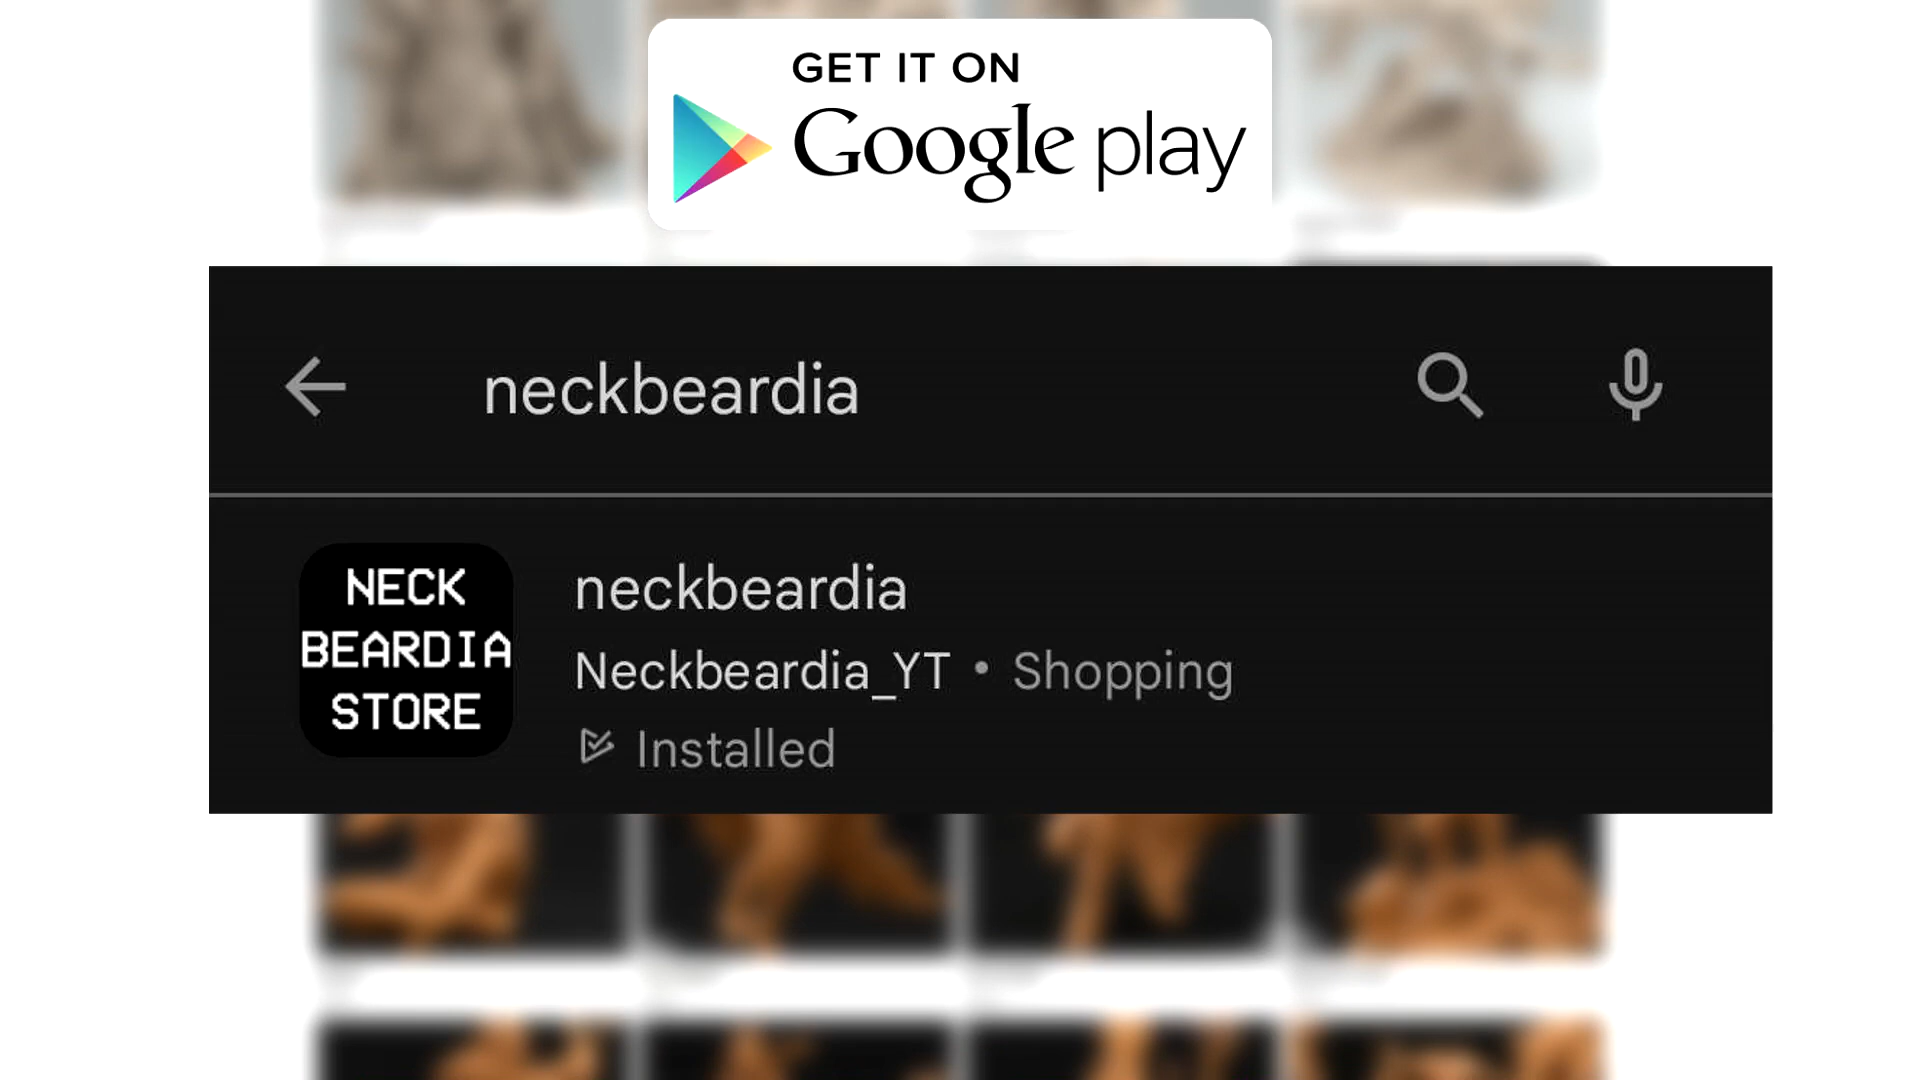 GET IT ON
Google play
neckbeardia
NECK
BEARDIA
STORE
neckbeardia
Neckbeardia_YT • Shopping
Installed